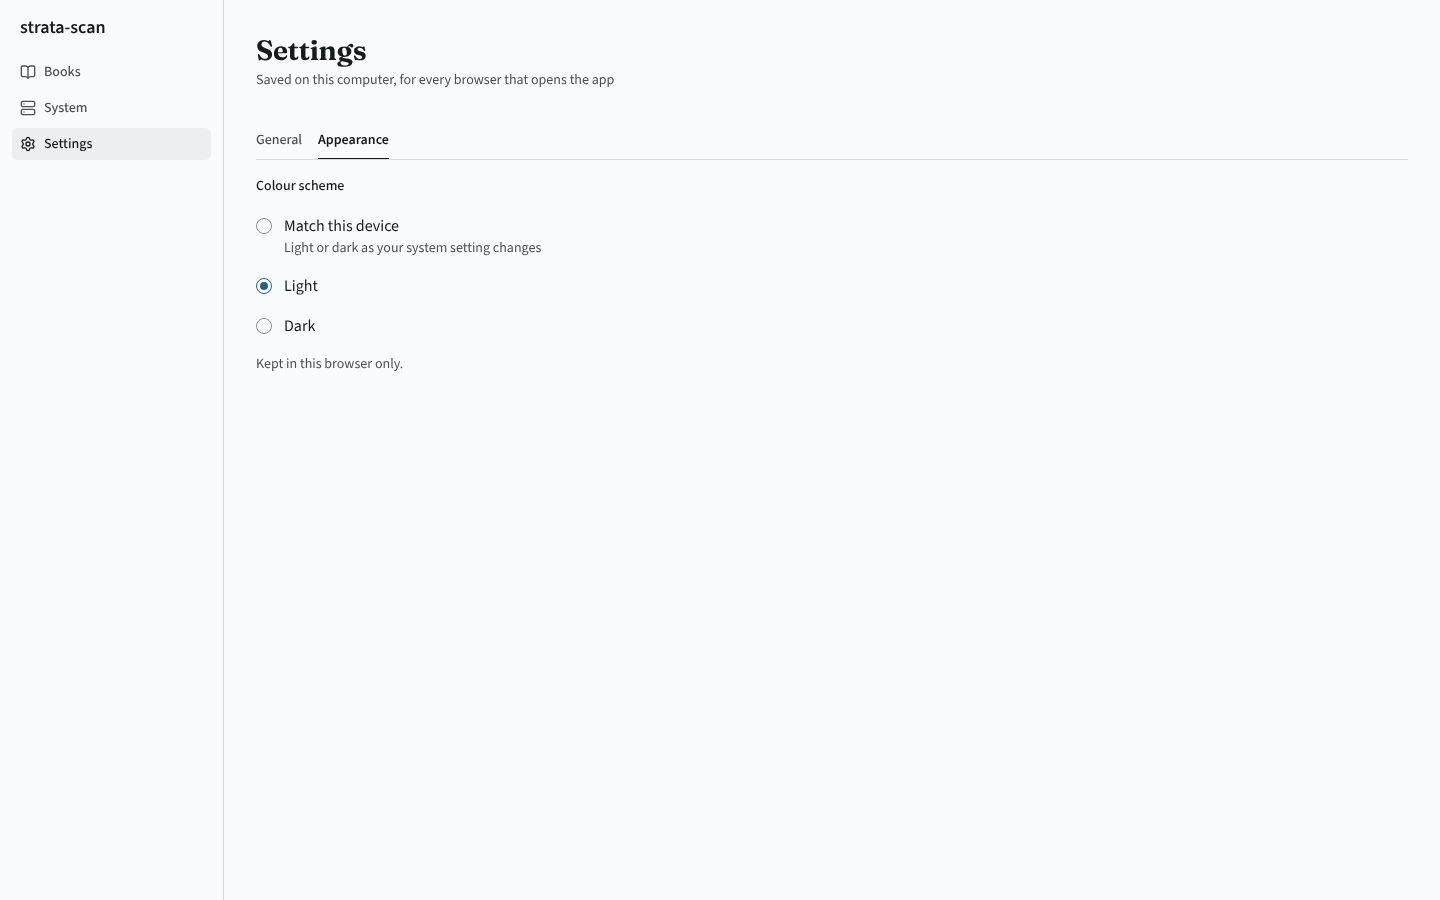 strata-scan
Books
System
Settings
Settings
Saved on this computer, for every browser that opens the app
General Appearance
Colour scheme
Match this device
Light or dark as your system setting changes
Light
Dark
Kept in this browser only.